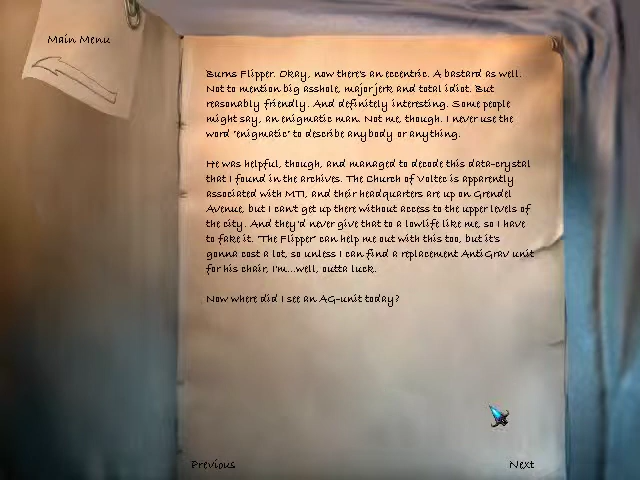 Main Menu
Burns Flipper. Okay, now there's an eccentric. A bastard as well.
Not to mention big asshole, major jerk and total idiot. But
reasonably friendly. And definitely interesting. Some people
might say, an enigmatic man. Not me, though. I never use the
word "enigmatic" to describe anybody or anything.
He was helpful, though, and managed to decode this data-crystal
that I found in the archives. The Church of Voltec is apparently
associated with MTI, and their headquarters are up on Grendel
Avenue, but I can't get up there without access to the upper levels of
the city. And they'd never give that to a lowlife like me, so I have
to fake it. "The Flipper" can help me out with this too, but it's
gonna cost a lot, so unless I can find a replacement AntiGrav unit
for his chair, I'm...well, outta luck.
Now where did I see an AG-unit today?
Previous
Next